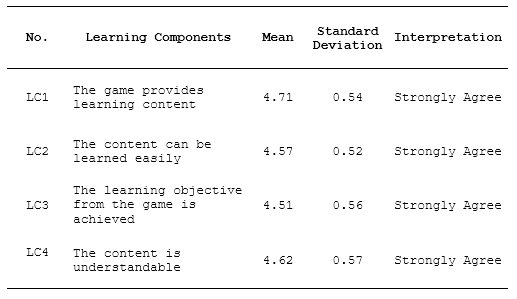 No. Learning Components Mean Standard Deviation Interpretation
LC1 The game provides learning content 4.71 0.54 Strongly Agree
LC2 The content can be learned easily 4.57 0.52 Strongly Agree
LC3 The learning objective from the game is achieved 4.51 0.56 Strongly Agree
LC4 The content is understandable 4.62 0.57 Strongly Agree